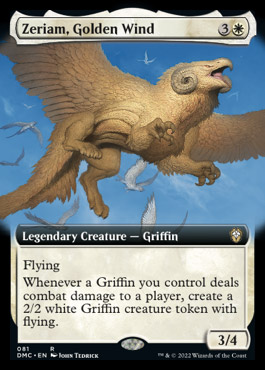 Zeriam, Golden Wind 3
Legendary Creature — Griffin
Flying
Whenever a Griffin you control deals
combat damage to a player, create a
2/2 white Griffin creature token with
flying.
3/4
081 R
DMC • EN JOHN TEDRICK ™ & © 2022 Wizards of the Coast